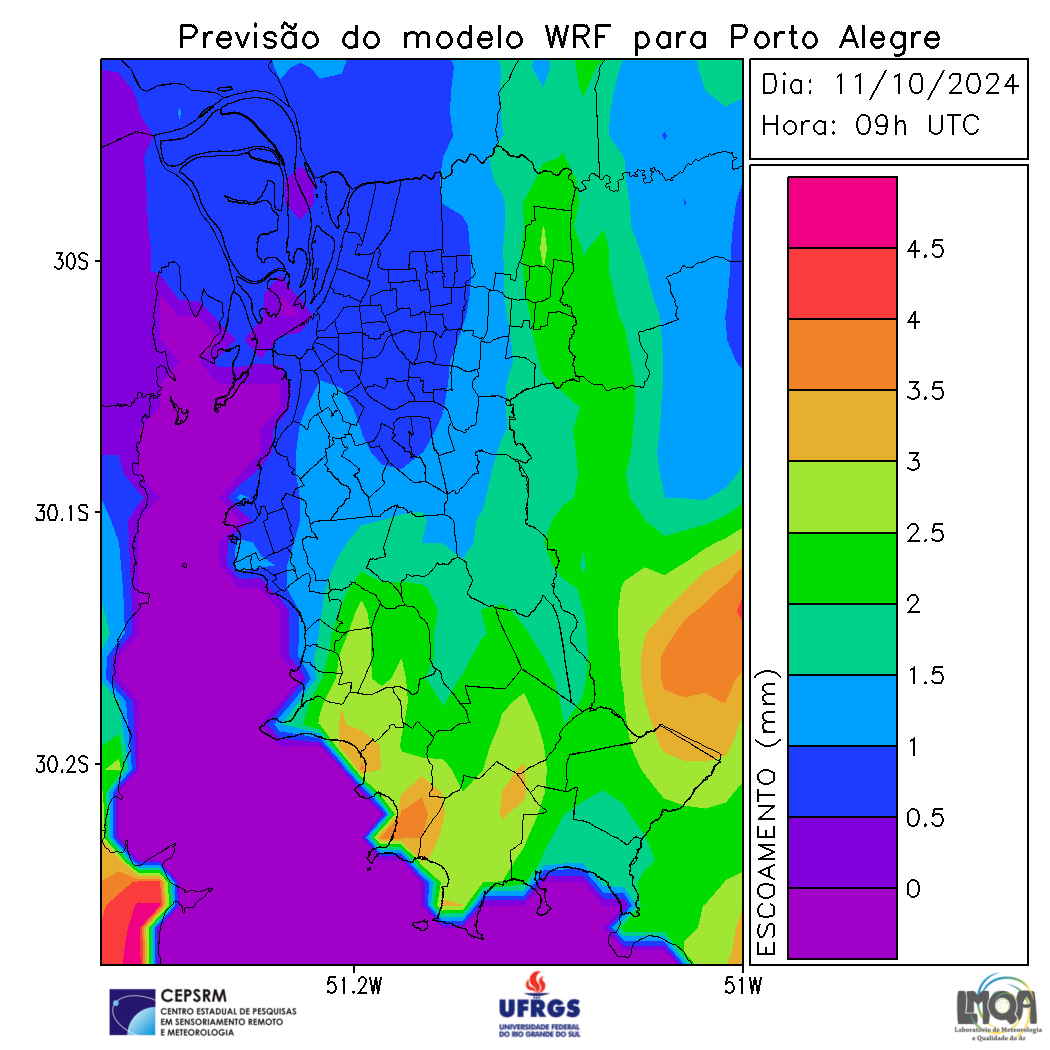 Previsão do modelo WRF para Porto Alegre
Dia: 11/10/2024
Hora: 09h UTC
30S
30.1S
30.2S
51.2W
51W
ESCOAMENTO (mm)
4.5
4
3.5
3
2.5
2
1.5
1
0.5
0
CEPSRM
CENTRO ESTADUAL DE PESQUISAS
EM SENSORIAMENTO REMOTO
E METEOROLOGIA
UFRGS
UNIVERSIDADE FEDERAL
DO RIO GRANDE DO SUL
LMQA
Laboratório de Meteorologia
e Qualidade do Ar